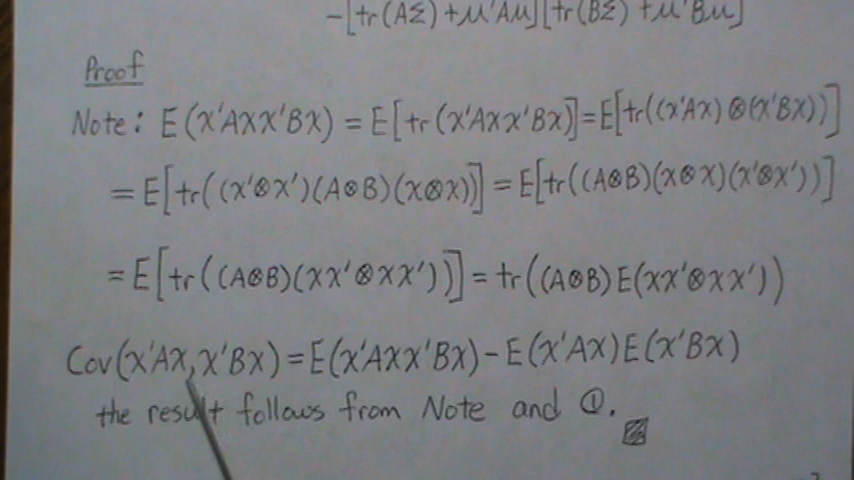 -[tr(AΣ)+μ'Aμ][tr(BΣ)+μ'Bμ]
Proof
Note: E(x'Axx'Bx) = E[tr(x'Axx'Bx)]=E[tr((x'Ax)⊗(x'Bx))]
=E[tr((x'⊗x')(A⊗B)(x⊗x))]=E[tr((A⊗B)(x⊗x)(x'⊗x'))]
=E[tr((A⊗B)(xx'⊗xx'))]=tr((A⊗B)E(xx'⊗xx'))
Cov(x'Ax,x'Bx)=E(x'Axx'Bx)-E(x'Ax)E(x'Bx)
the result follows from Note and ①.